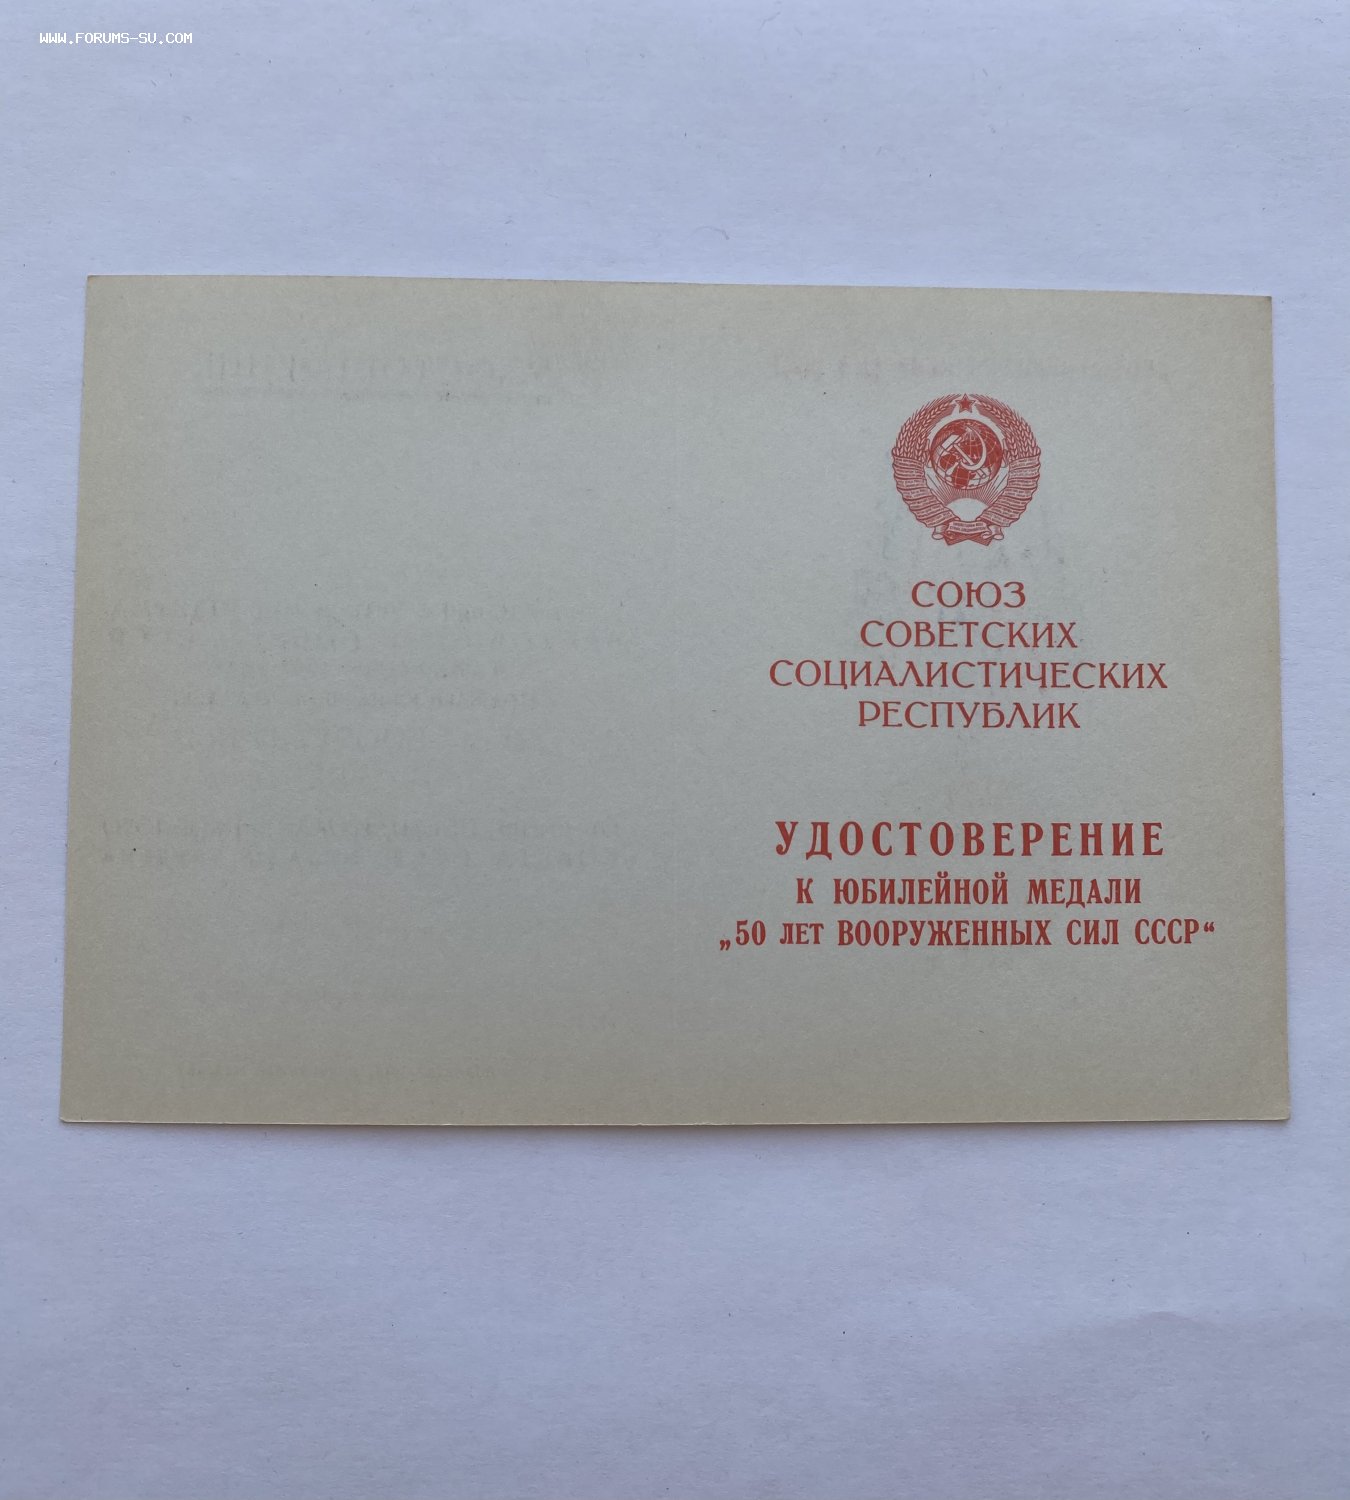 WWW.FORUMS-SU.COM
СОЮЗ
СОВЕТСКИХ
СОЦИАЛИСТИЧЕСКИХ
РЕСПУБЛИК
УДОСТОВЕРЕНИЕ
К ЮБИЛЕЙНОЙ МЕДАЛИ
„50 ЛЕТ ВООРУЖЕННЫХ СИЛ СССР“